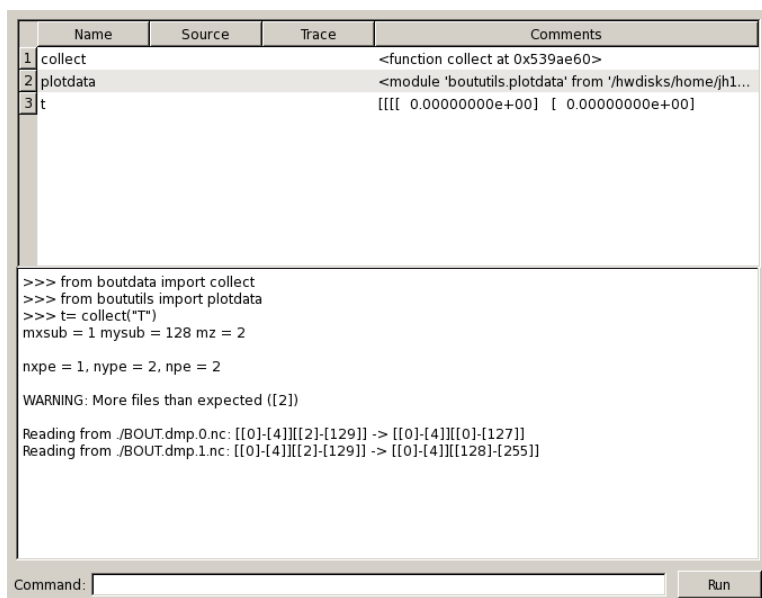 Name Source Trace Comments
1 collect <function collect at 0x539ae60>
2 plotdata <module 'boututils.plotdata' from '/hwdisks/home/jh1...
3 t [[[[ 0.00000000e+00] [ 0.00000000e+00]
>>> from boutdata import collect
>>> from boututils import plotdata
>>> t= collect("T")
mxsub = 1 mysub = 128 mz = 2
nxpe = 1, nype = 2, npe = 2
WARNING: More files than expected ([2])
Reading from ./BOUT.dmp.0.nc: [[0]-[4]][[2]-[129]] -> [[0]-[4]][[0]-[127]]
Reading from ./BOUT.dmp.1.nc: [[0]-[4]][[2]-[129]] -> [[0]-[4]][[128]-[255]]
Command: Run